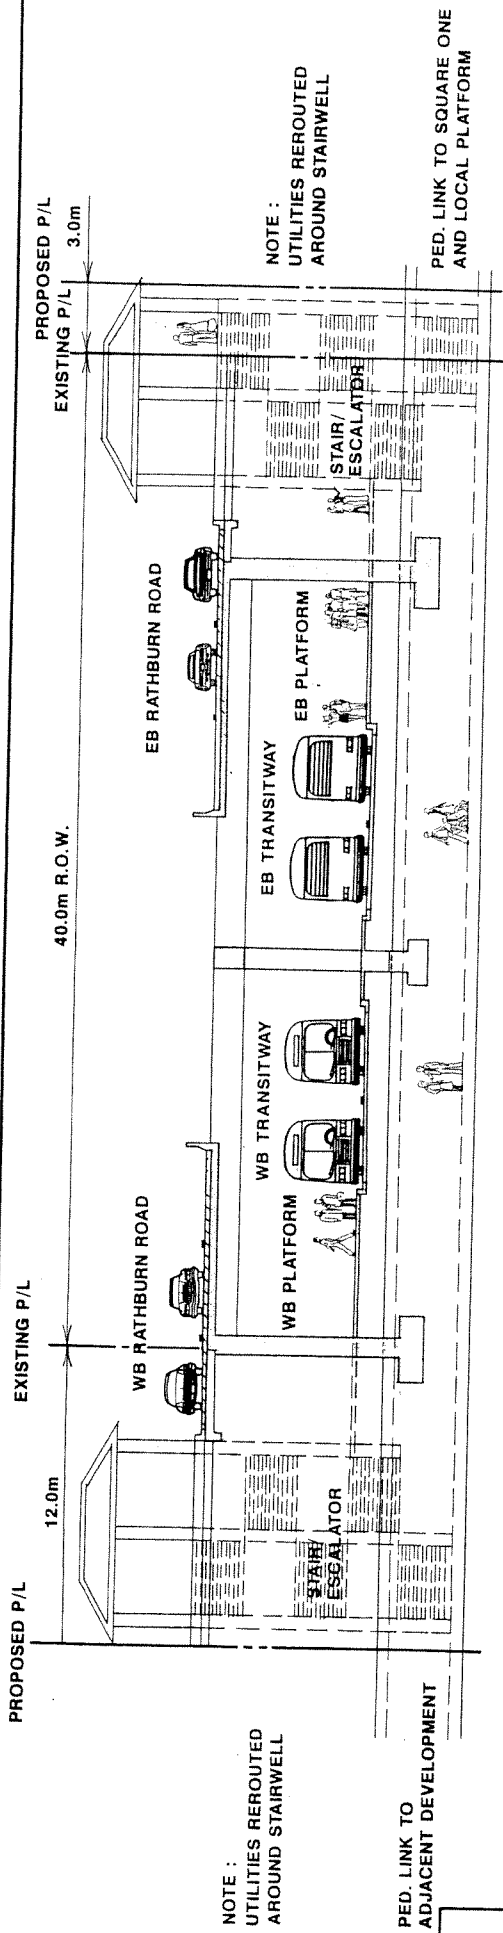 PROPOSED P/L
EXISTING P/L
PROPOSED P/L
EXISTING P/L
12.0m
40.0m R.O.W.
3.0m
WB RATHBURN ROAD
EB RATHBURN ROAD
NOTE :
UTILITIES REROUTED
AROUND STAIRWELL
STAIR/
ESCALATOR
WB PLATFORM
WB TRANSITWAY
EB TRANSITWAY
EB PLATFORM
STAIR/
ESCALATOR
NOTE :
UTILITIES REROUTED
AROUND STAIRWELL
PED. LINK TO
ADJACENT DEVELOPMENT
PED. LINK TO SQUARE ONE
AND LOCAL PLATFORM